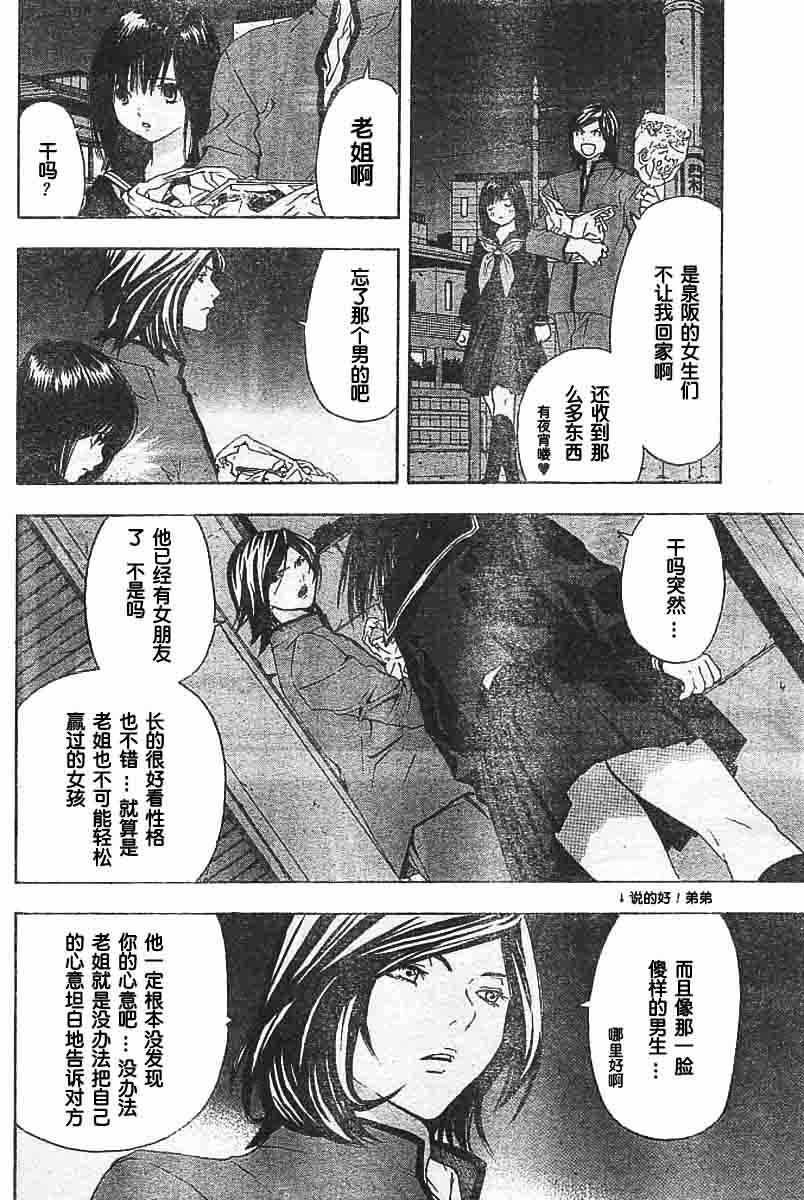 是泉阪的女生们
不让我回家啊
还收到那
么多东西
有夜宵喽♥
老姐啊
干吗?
忘了那个男的吧
干吗突然…
他已经有女朋友
了 不是吗
长的很好看性格
也不错…就算是
老姐也不可能轻松
赢过的女孩
↓说的好!弟弟
而且像那一脸
傻样的男生…
哪里好啊
他一定根本没发现
你的心意吧…没办法
老姐就是没办法把自己
的心意坦白地告诉对方